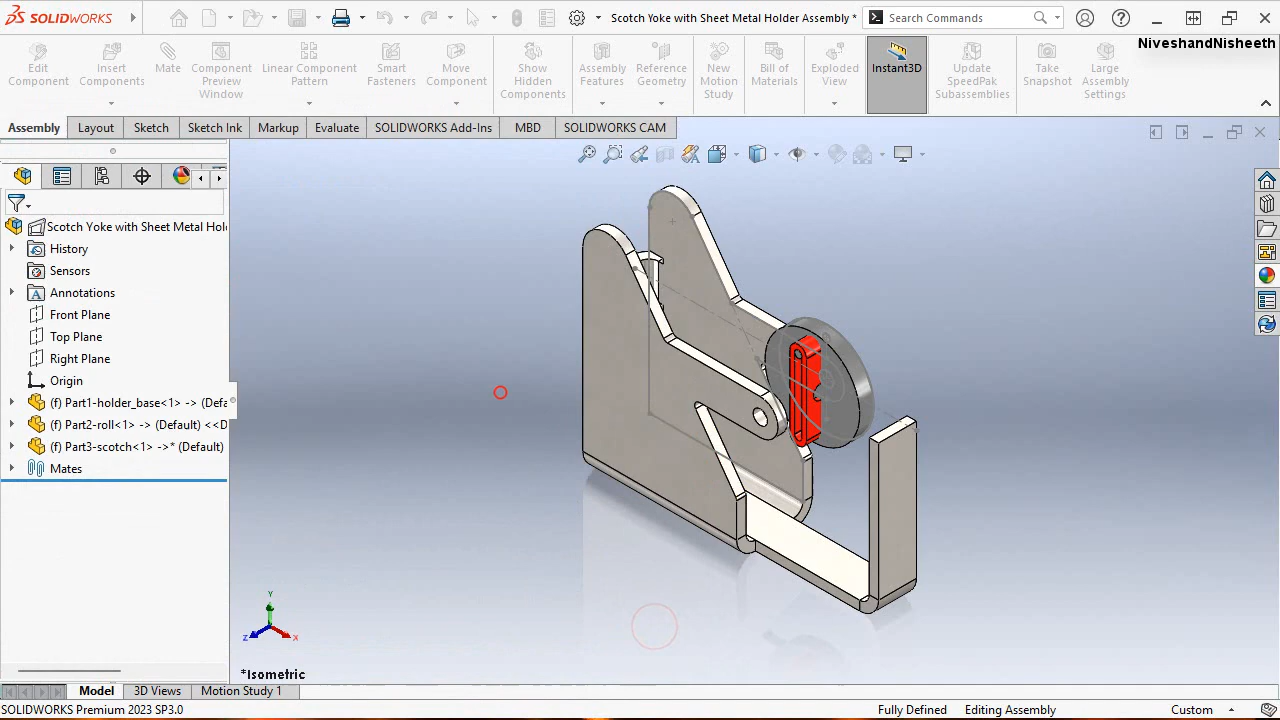 SOLIDWORKS
Scotch Yoke with Sheet Metal Holder Assembly *
Search Commands
NiveshandNisheeth
Edit Component
Insert Components
Mate
Component Preview Window
Linear Component Pattern
Smart Fasteners
Move Component
Show Hidden Components
Assembly Features
Reference Geometry
New Motion Study
Bill of Materials
Exploded View
Instant3D
Update SpeedPak Subassemblies
Take Snapshot
Large Assembly Settings
Assembly
Layout
Sketch
Sketch Ink
Markup
Evaluate
SOLIDWORKS Add-Ins
MBD
SOLIDWORKS CAM
Scotch Yoke with Sheet Metal Hol
History
Sensors
Annotations
Front Plane
Top Plane
Right Plane
Origin
(f) Part1-holder_base<1> -> (Defa
(f) Part2-roll<1> -> (Default) <<D
(f) Part3-scotch<1> ->* (Default)
Mates
Y
Z
X
*Isometric
Model
3D Views
Motion Study 1
SOLIDWORKS Premium 2023 SP3.0
Fully Defined
Editing Assembly
Custom